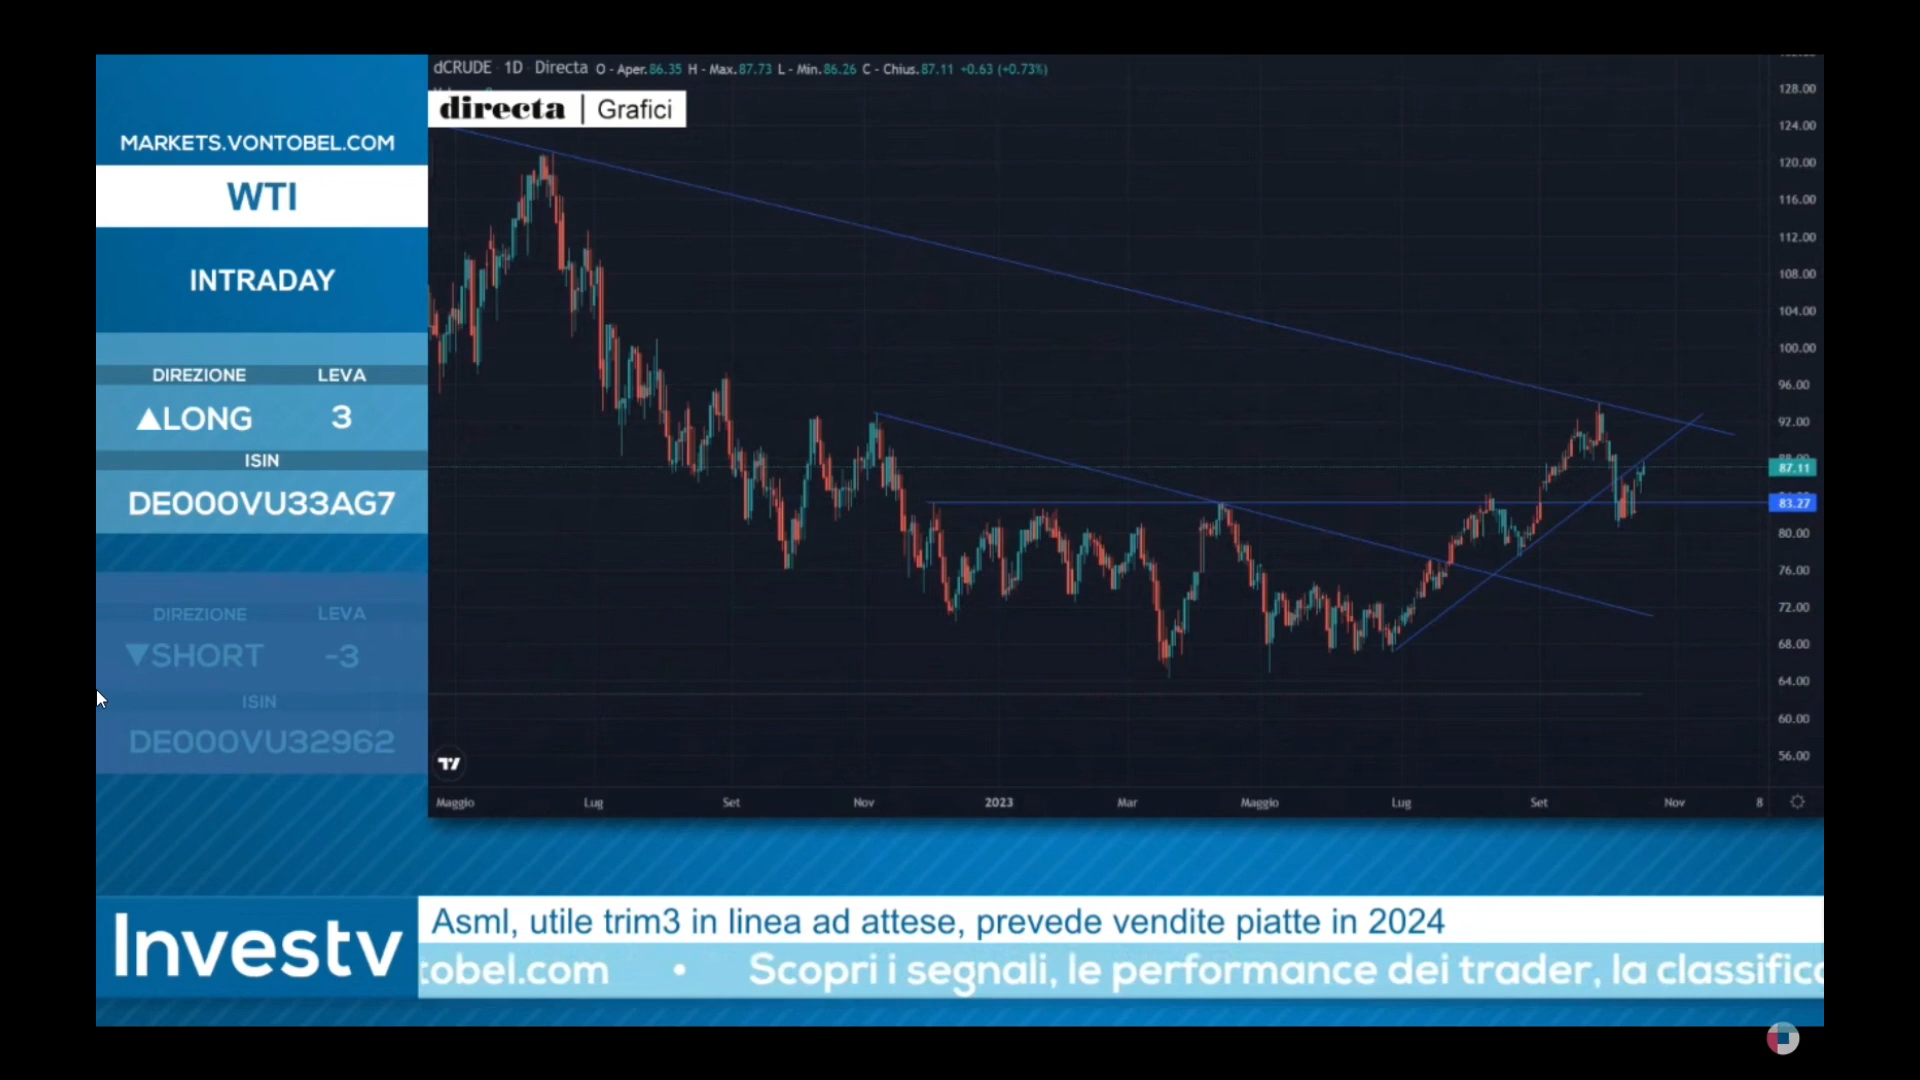 MARKETS.VONTOBEL.COM
WTI
INTRADAY
DIREZIONE LEVA
▲LONG 3
ISIN
DE000VU33AG7
DIREZIONE LEVA
▼SHORT -3
ISIN
DE000VU32962
dCRUDE · 1D · Directa O - Aper.86.35 H - Max.87.73 L - Min.86.26 C - Chius.87.11 +0.63 (+0.73%)
directa | Grafici
128.00
124.00
120.00
116.00
112.00
108.00
104.00
100.00
96.00
92.00
88.00
87.11
83.27
80.00
76.00
72.00
68.00
64.00
60.00
56.00
Maggio Lug Set Nov 2023 Mar Maggio Lug Set Nov 8
Investv
Asml, utile trim3 in linea ad attese, prevede vendite piatte in 2024
tobel.com • Scopri i segnali, le performance dei trader, la classific